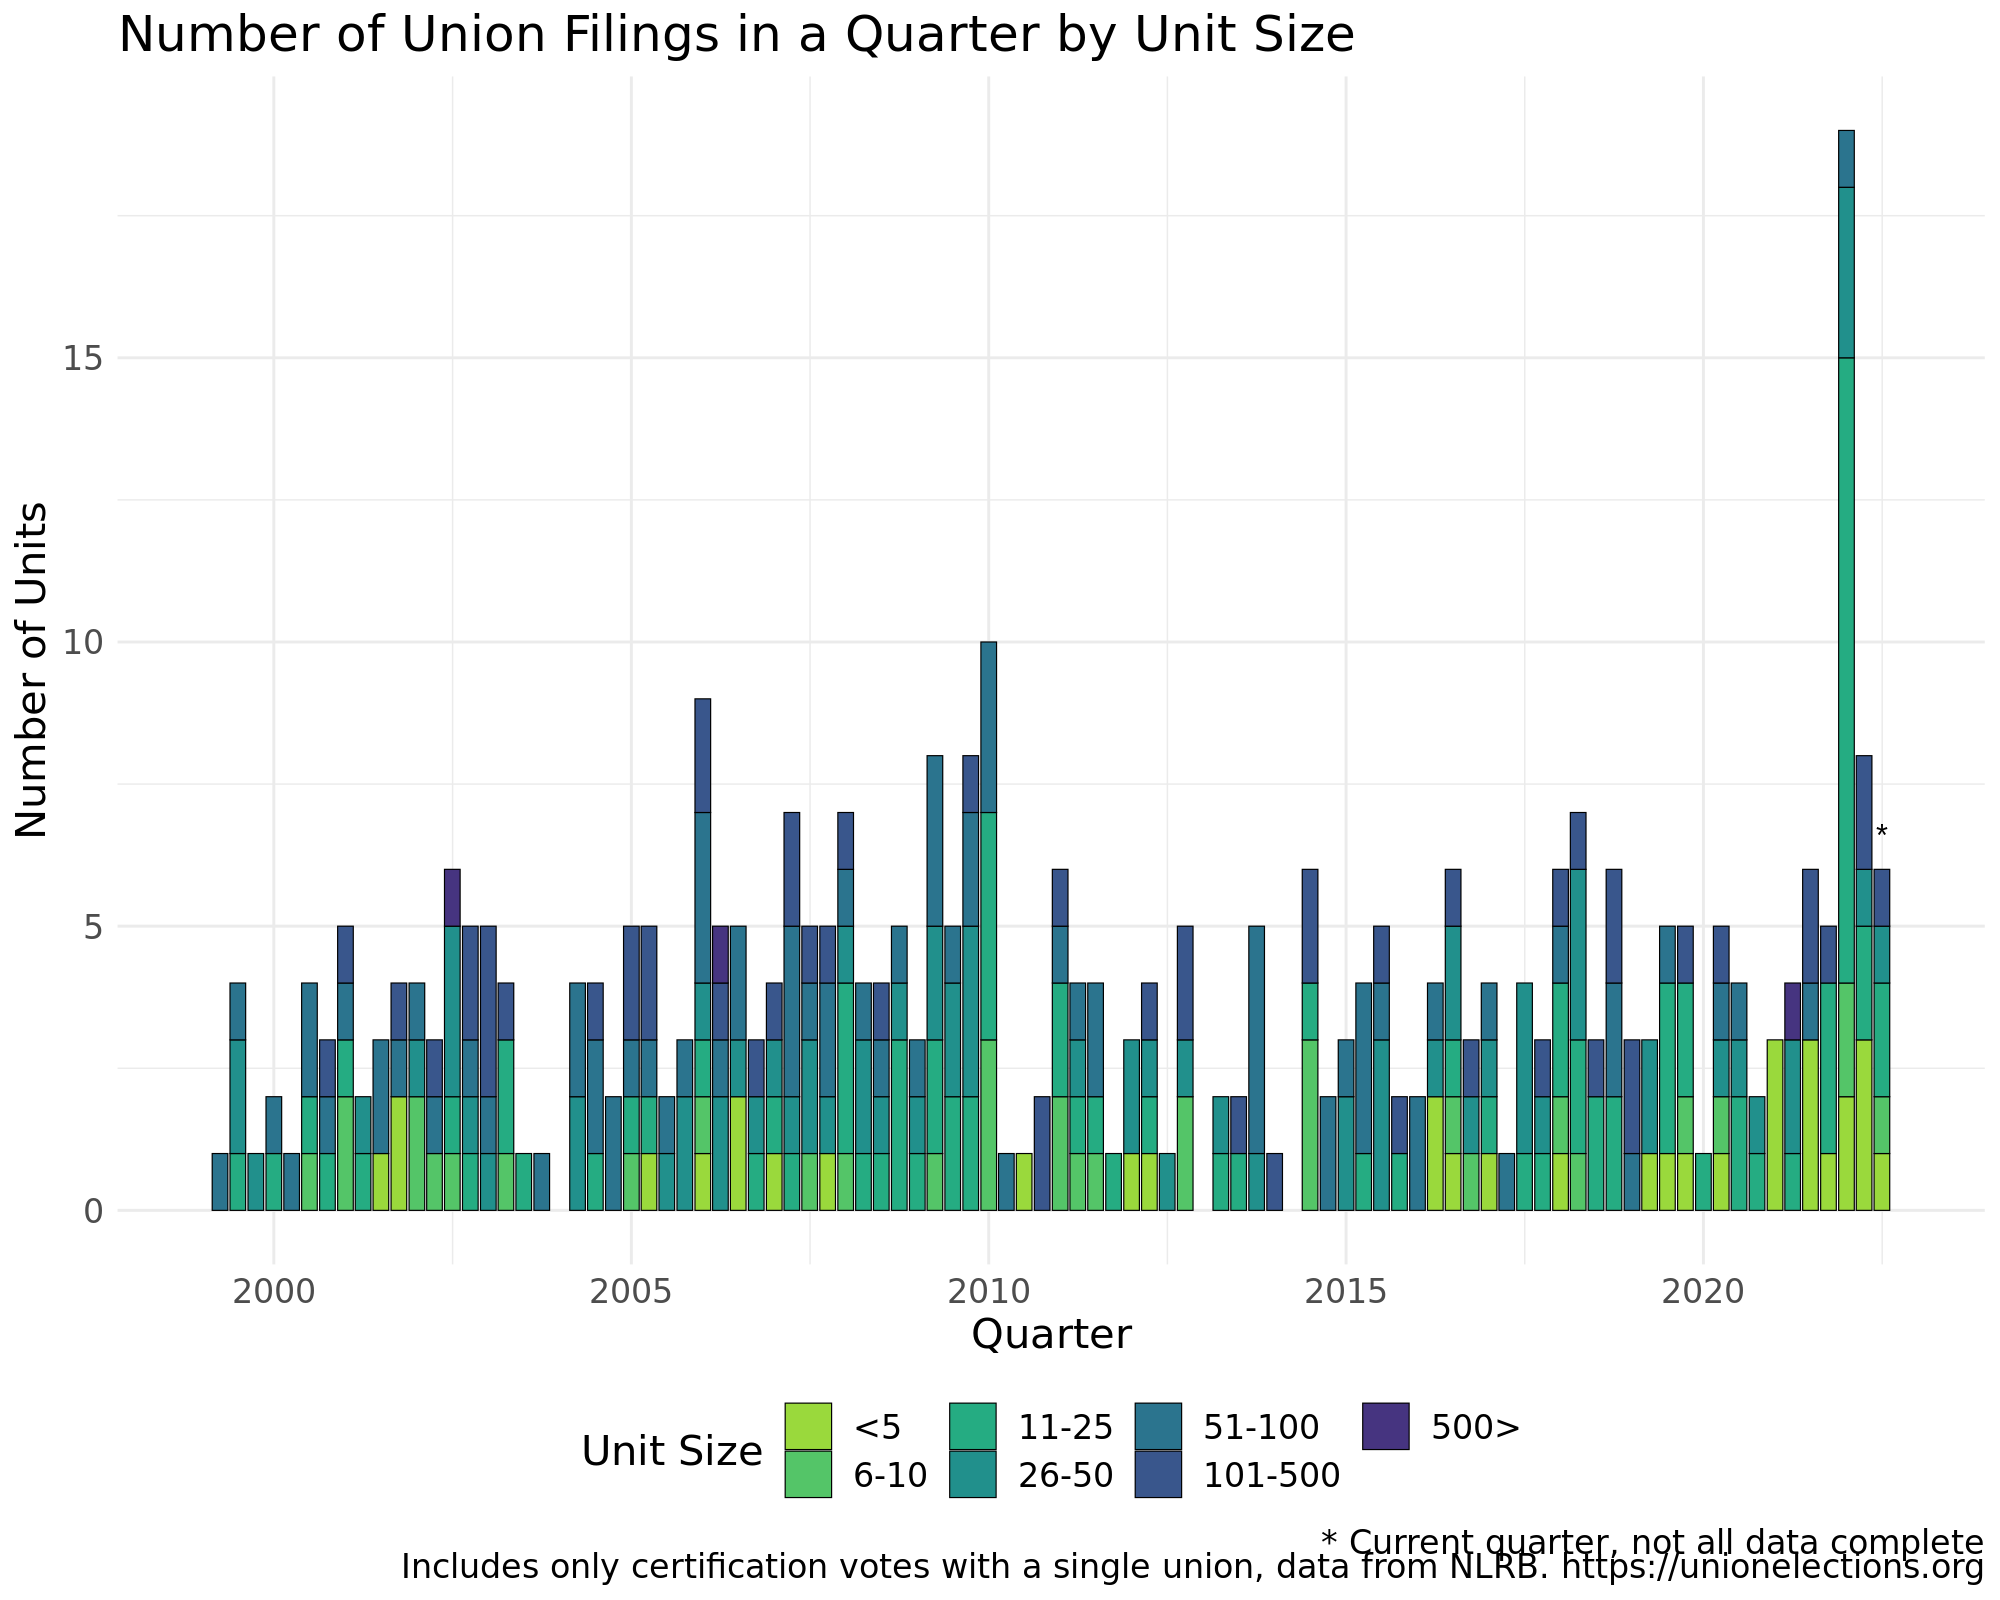 Number of Union Filings in a Quarter by Unit Size
Number of Units
15
10
5
0
*
2000 2005 2010 2015 2020
Quarter
Unit Size
<5 11-25 51-100 500>
6-10 26-50 101-500
* Current quarter, not all data complete
Includes only certification votes with a single union, data from NLRB. https://unionelections.org